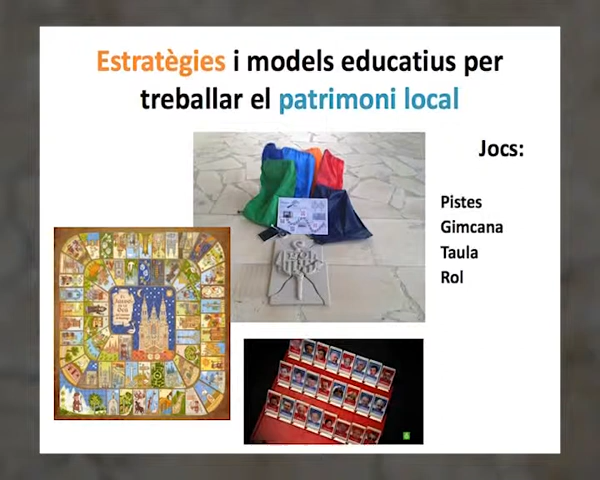 Estratègies i models educatius per
treballar el patrimoni local
Jocs:
Pistes
Gimcana
Taula
Rol